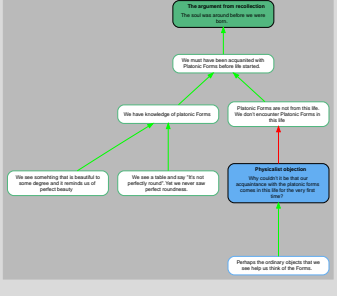 The argument from recollection
The soul was around before we were
born.
We must have been acquainted with
Platonic Forms before life started.
We have knowledge of platonic Forms
Platonic Forms are not from this life.
We don't encounter Platonic Forms in
this life
We see something that is beautiful to
some degree and it reminds us of
perfect beauty
We see a table and say "It's not
perfectly round". Yet we never saw
perfect roundness.
Physicalist objection
Why couldn't it be that our
acquaintance with the platonic forms
comes in this life for the very first
time?
Perhaps the ordinary objects that we
see help us think of the Forms.